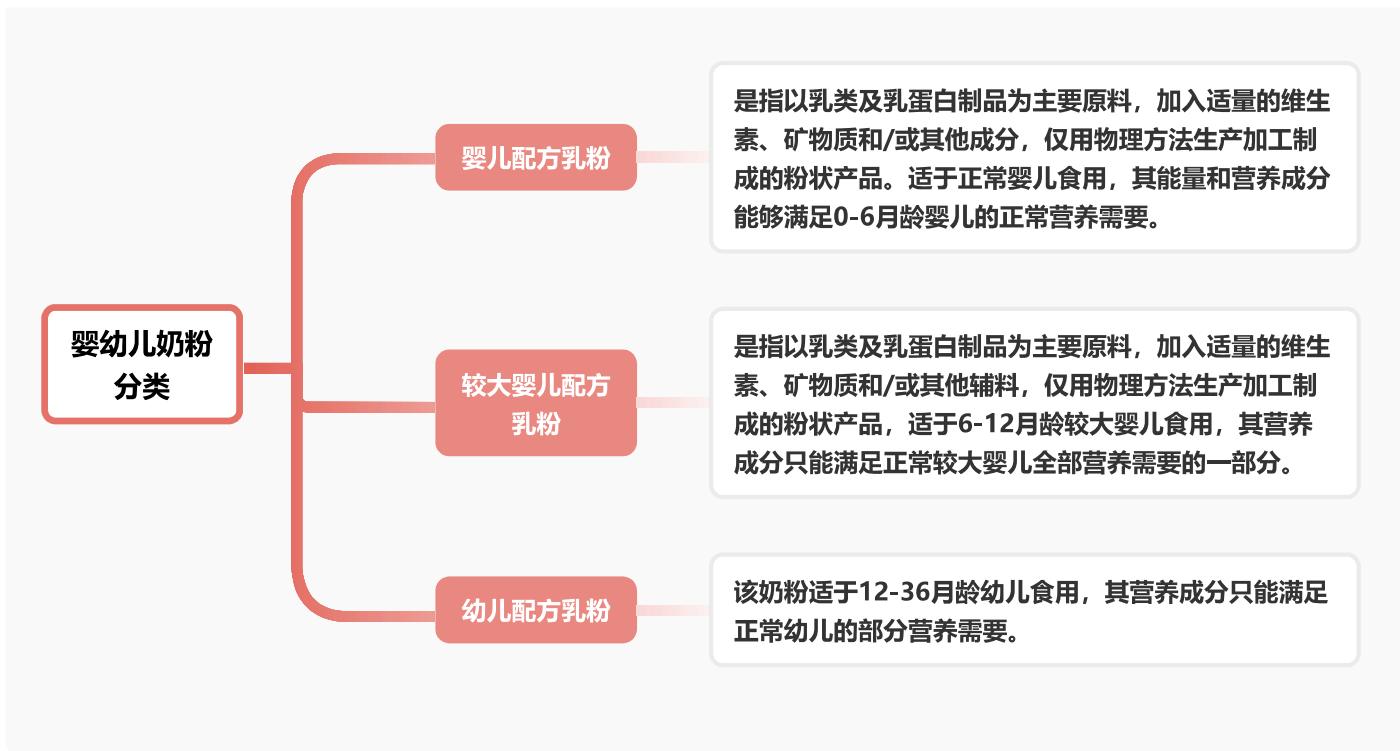 婴幼儿奶粉
分类
婴儿配方乳粉
是指以乳类及乳蛋白制品为主要原料，加入适量的维生
素、矿物质和/或其他成分，仅用物理方法生产加工制
成的粉状产品。适于正常婴儿食用，其能量和营养成分
能够满足0-6月龄婴儿的正常营养需要。
较大婴儿配方
乳粉
是指以乳类及乳蛋白制品为主要原料，加入适量的维生
素、矿物质和/或其他辅料，仅用物理方法生产加工制
成的粉状产品，适于6-12月龄较大婴儿食用，其营养
成分只能满足正常较大婴儿全部营养需要的一部分。
幼儿配方乳粉
该奶粉适于12-36月龄幼儿食用，其营养成分只能满足
正常幼儿的部分营养需要。